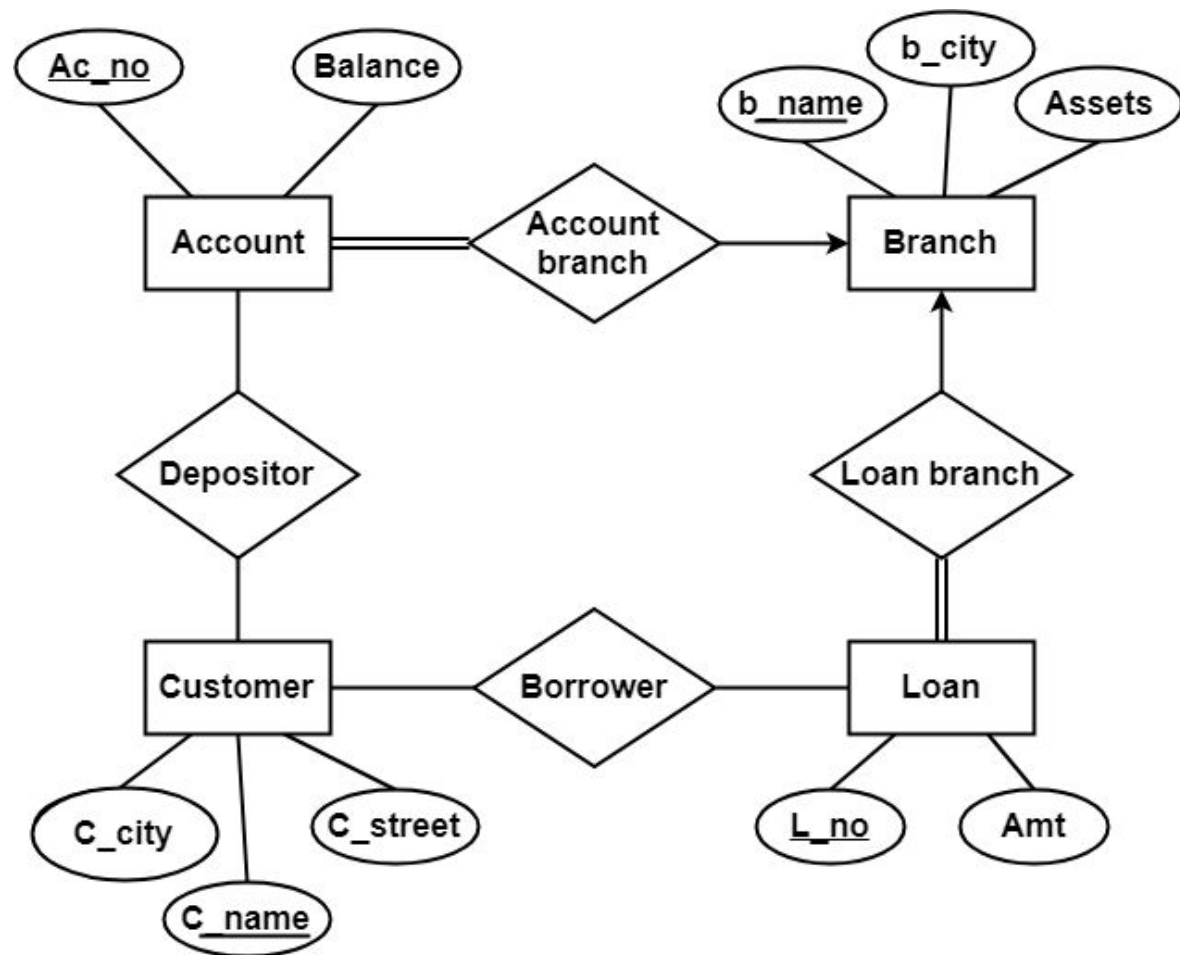 Ac_no
Balance
b_name
b_city
Assets
Account
Account
branch
Branch
Depositor
Loan branch
Customer
Borrower
Loan
C_city
C_name
C_street
L_no
Amt